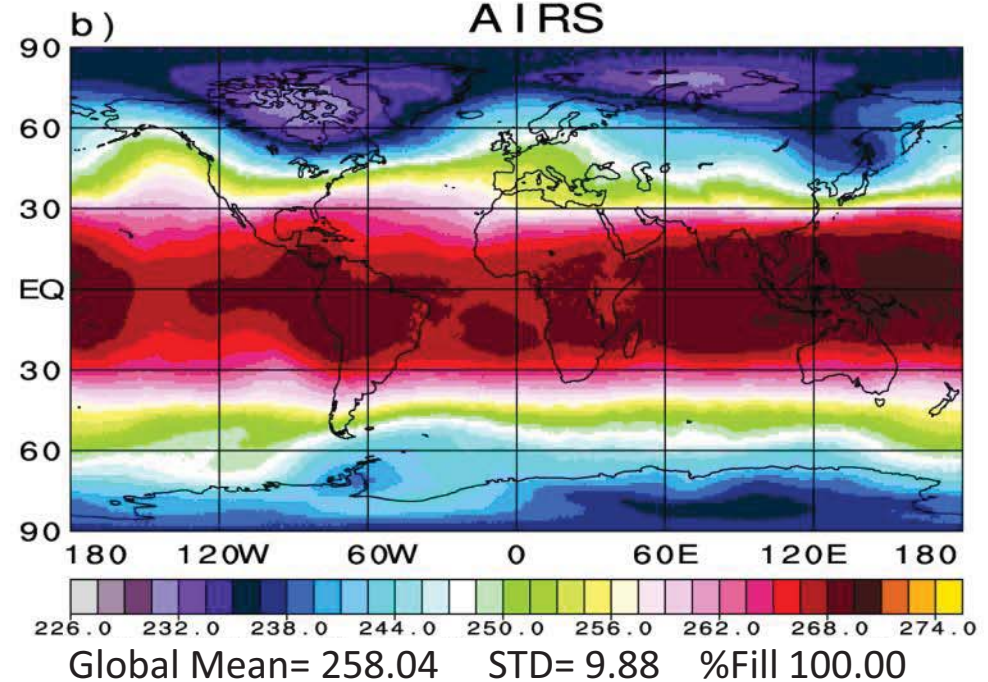 b) AIRS
90
60
30
EQ
30
60
90
180 120W 60W 0 60E 120E 180
226.0 232.0 238.0 244.0 250.0 256.0 262.0 268.0 274.0
Global Mean= 258.04 STD= 9.88 %Fill 100.00